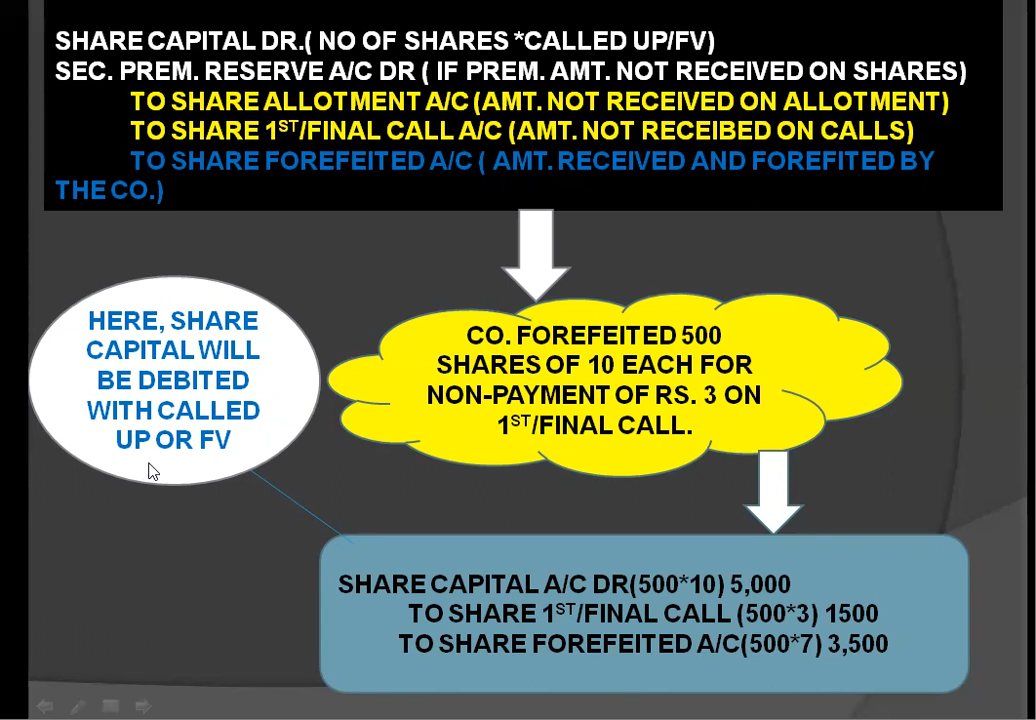 SHARE CAPITAL DR.( NO OF SHARES *CALLED UP/FV)
SEC. PREM. RESERVE A/C DR ( IF PREM. AMT. NOT RECEIVED ON SHARES)
TO SHARE ALLOTMENT A/C (AMT. NOT RECEIVED ON ALLOTMENT)
TO SHARE 1ST/FINAL CALL A/C (AMT. NOT RECEIBED ON CALLS)
TO SHARE FOREFEITED A/C ( AMT. RECEIVED AND FOREFITED BY
THE CO.)
HERE, SHARE
CAPITAL WILL
BE DEBITED
WITH CALLED
UP OR FV
CO. FOREFEITED 500
SHARES OF 10 EACH FOR
NON-PAYMENT OF RS. 3 ON
1ST/FINAL CALL.
SHARE CAPITAL A/C DR(500*10) 5,000
TO SHARE 1ST/FINAL CALL (500*3) 1500
TO SHARE FOREFEITED A/C(500*7) 3,500